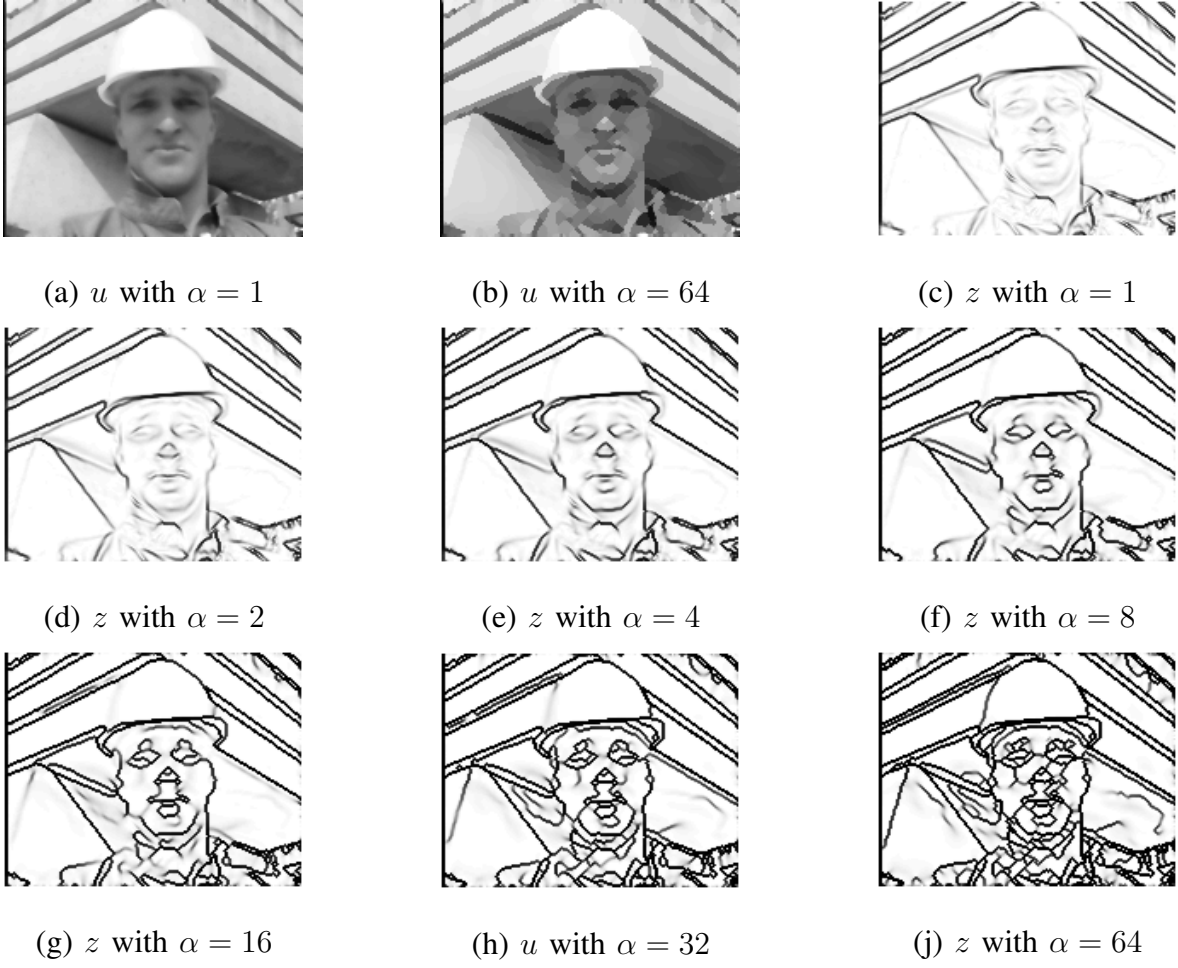 (a) u with α = 1
(b) u with α = 64
(c) z with α = 1
(d) z with α = 2
(e) z with α = 4
(f) z with α = 8
(g) z with α = 16
(h) u with α = 32
(j) z with α = 64